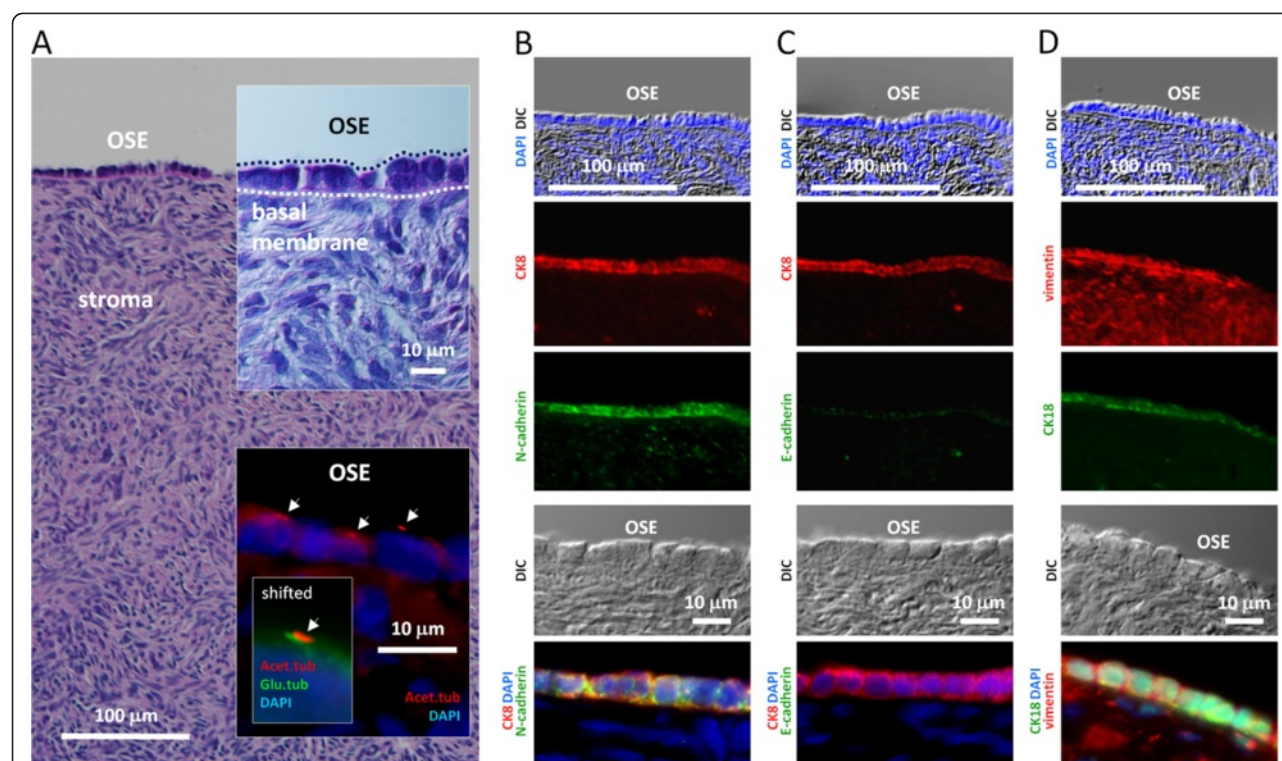 A
OSE
stroma
100 μm
OSE
basal
membrane
10 μm
OSE
shifted
Acet.tub
Glu.tub
DAPI
10 μm
Acet.tub
DAPI
B
DAPI DIC
OSE
100 μm
CK8
N-cadherin
DIC
OSE
10 μm
CK8 DAPI
N-cadherin
C
DAPI DIC
OSE
100 μm
CK8
E-cadherin
DIC
OSE
10 μm
CK8 DAPI
E-cadherin
D
DAPI DIC
OSE
100 μm
vimentin
CK18
DIC
OSE
10 μm
CK18 DAPI
vimentin